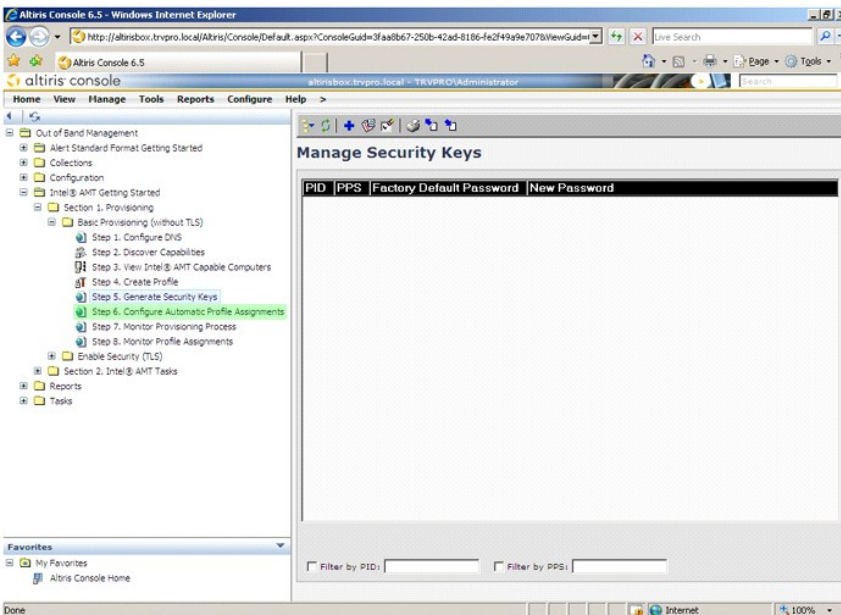 Altiris Console 6.5 - Windows Internet Explorer
http://altirisbox.trvpro.local/Altiris/Console/Default.aspx?ConsoleGuid=3faa8b67-250b-42ad-8186-fe2f49a9e707&ViewGuid=
Live Search
Altiris Console 6.5
Page
Tools
altiris console
altirisbox.trvpro.local - TRVPRO\Administrator
Search
Home View Manage Tools Reports Configure Help >
Out of Band Management
Alert Standard Format Getting Started
Collections
Configuration
Intel® AMT Getting Started
Section 1. Provisioning
Basic Provisioning (without TLS)
Step 1. Configure DNS
Step 2. Discover Capabilities
Step 3. View Intel® AMT Capable Computers
Step 4. Create Profile
Step 5. Generate Security Keys
Step 6. Configure Automatic Profile Assignments
Step 7. Monitor Provisioning Process
Step 8. Monitor Profile Assignments
Enable Security (TLS)
Section 2. Intel® AMT Tasks
Reports
Tasks
Manage Security Keys
PID PPS Factory Default Password New Password
Filter by PID: Filter by PPS:
Favorites
My Favorites
Altiris Console Home
Done
Internet
100%